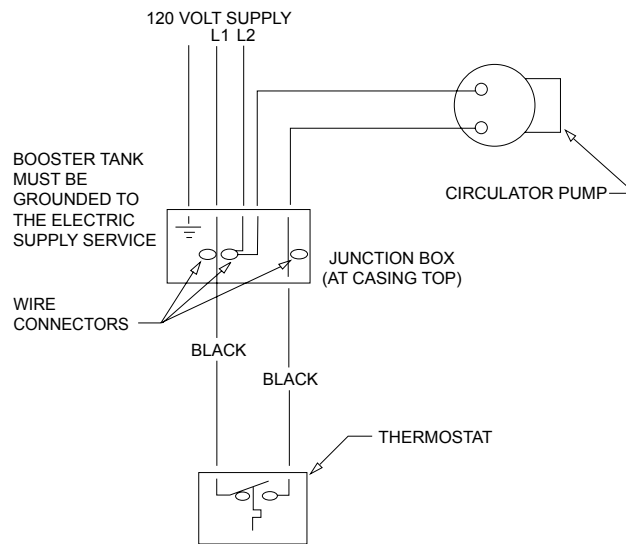 120 VOLT SUPPLY
L1 L2
BOOSTER TANK
MUST BE
GROUNDED TO
THE ELECTRIC
SUPPLY SERVICE
CIRCULATOR PUMP
JUNCTION BOX
(AT CASING TOP)
WIRE
CONNECTORS
BLACK
BLACK
THERMOSTAT